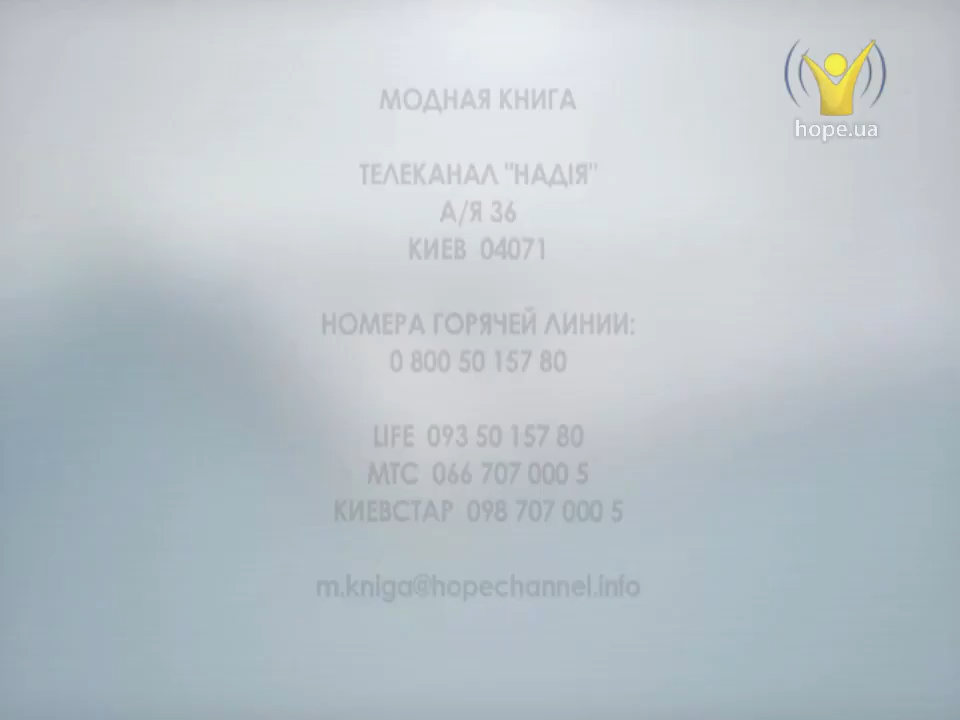 hope.ua
МОДНАЯ КНИГА
ТЕЛЕКАНАЛ "НАДІЯ"
А/Я 36
КИЕВ 04071
НОМЕРА ГОРЯЧЕЙ ЛИНИИ:
0 800 50 157 80
LIFE 093 50 157 80
МТС 066 707 000 5
КИЕВСТАР 098 707 000 5
m.kniga@hopechannel.info